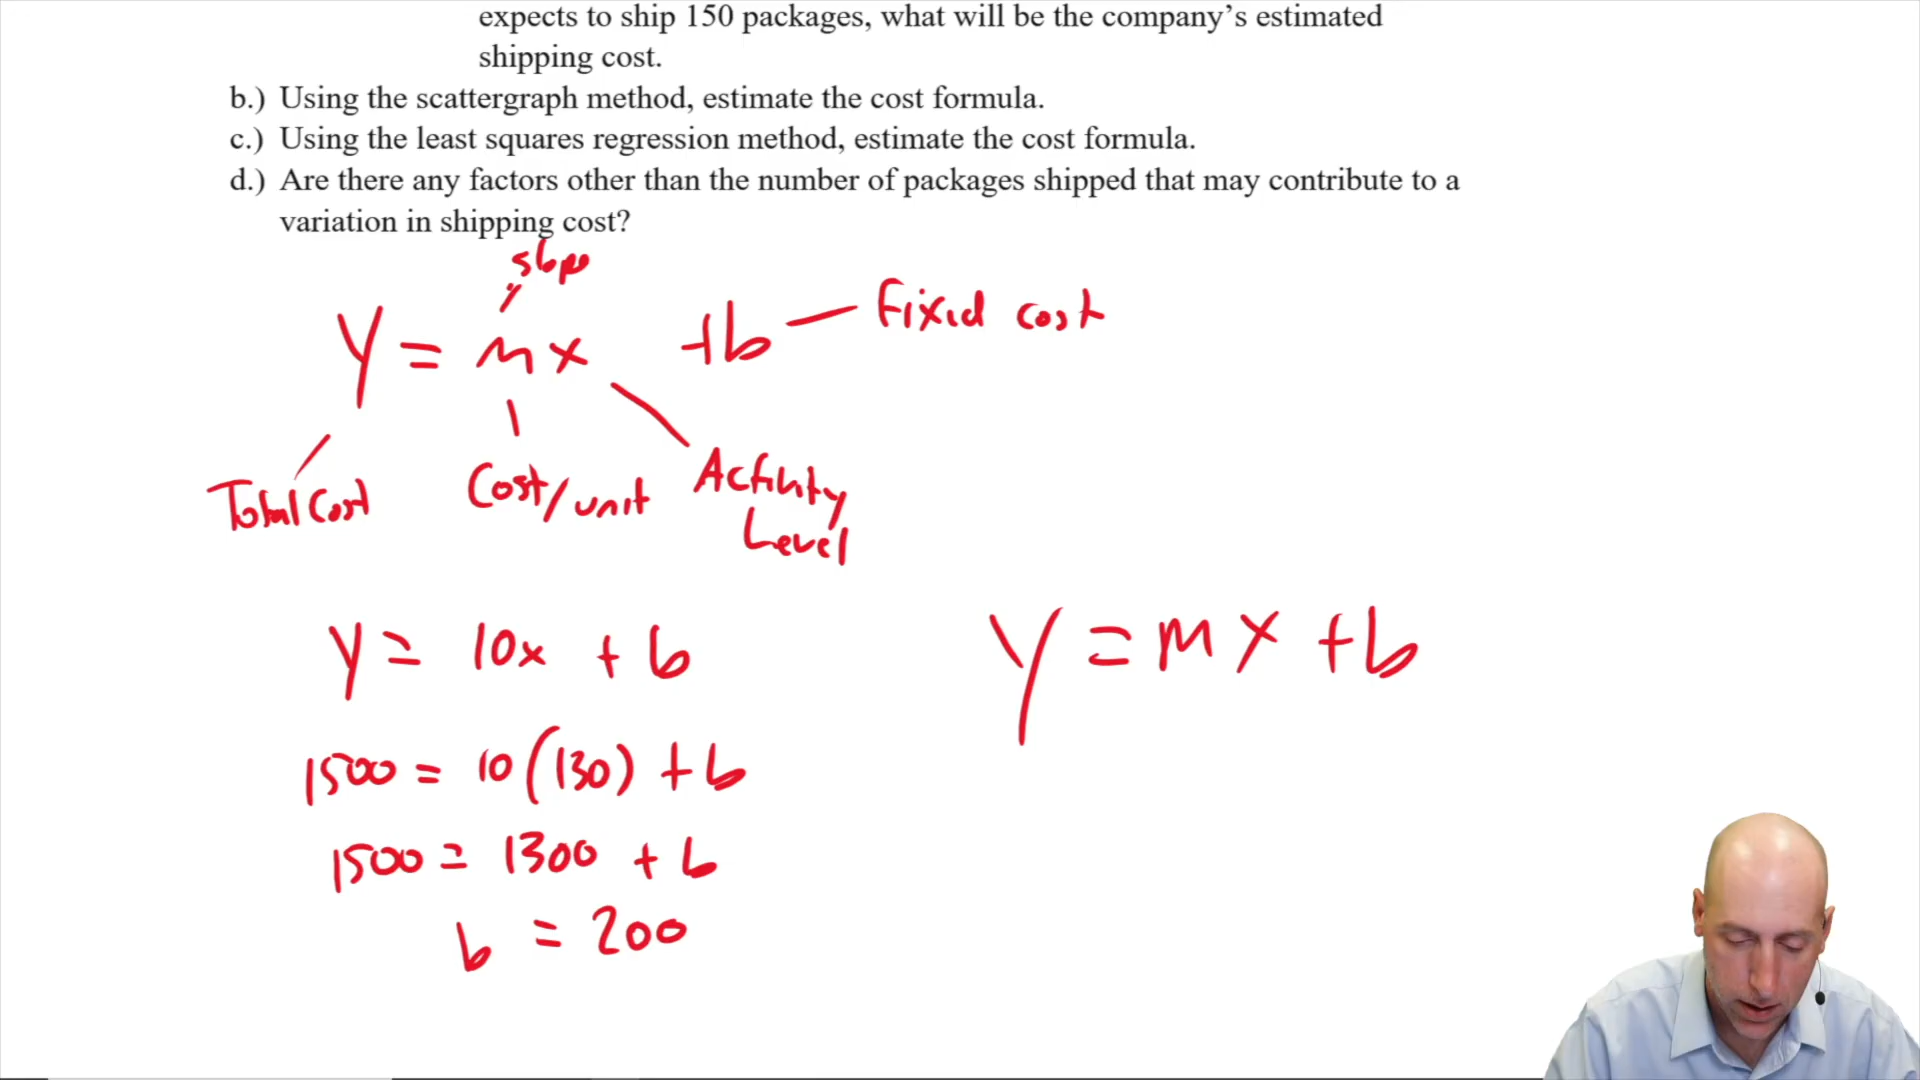 expects to ship 150 packages, what will be the company’s estimated
shipping cost.
b.) Using the scattergraph method, estimate the cost formula.
c.) Using the least squares regression method, estimate the cost formula.
d.) Are there any factors other than the number of packages shipped that may contribute to a
variation in shipping cost?
slope
y = mx + b — Fixed cost
Total Cost Cost/unit Activity
Level
y = 10x + b
y = mx + b
1500 = 10(130) + b
1500 = 1300 + b
b = 200